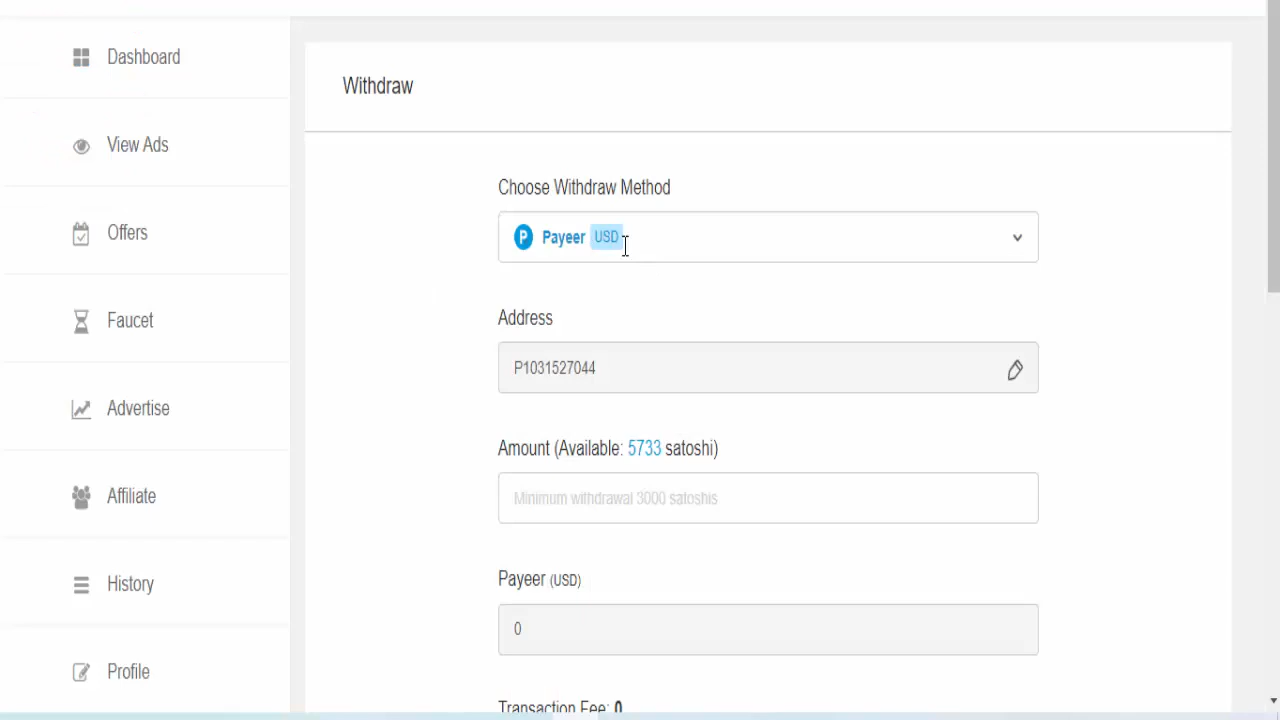 Dashboard
View Ads
Offers
Faucet
Advertise
Affiliate
History
Profile
Withdraw
Choose Withdraw Method
P Payeer USD
Address
P1031527044
Amount (Available: 5733 satoshi)
Minimum withdrawal 3000 satoshis
Payeer (USD)
0
Transaction Fee: 0